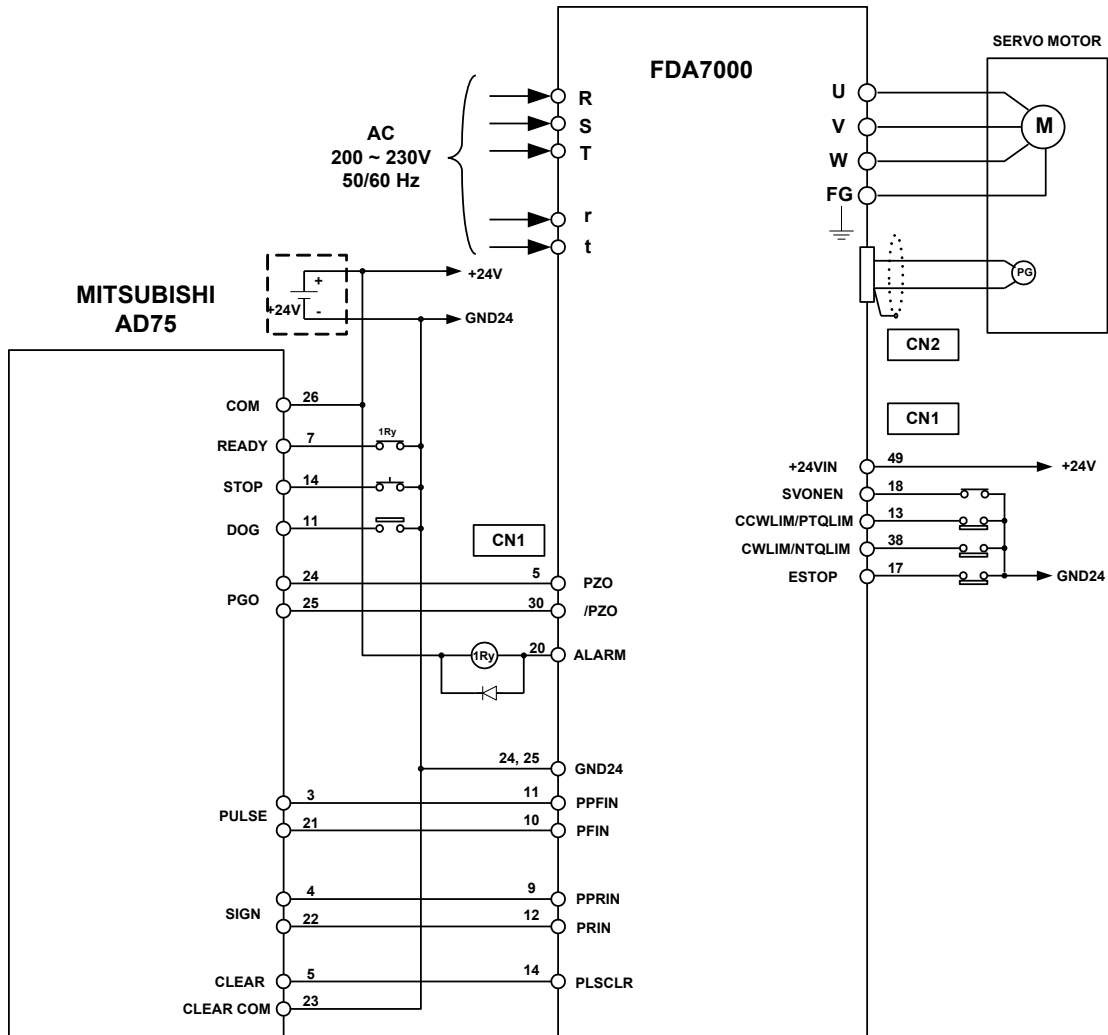 SERVO MOTOR
FDA7000
R
S
T
r
t
AC
200 ~ 230V
50/60 Hz
U
V
W
FG
M
PG
CN2
CN1
+24V
+
+24V
-
GND24
MITSUBISHI
AD75
COM 26
READY 7 1Ry
STOP 14
DOG 11
CN1
PGO
24 5 PZO
25 30 /PZO
1Ry 20 ALARM
24, 25 GND24
PULSE
3 11 PPFIN
21 10 PFIN
SIGN
4 9 PPRIN
22 12 PRIN
CLEAR 5 14 PLSCLR
CLEAR COM 23
+24VIN 49 +24V
SVONEN 18
CCWLIM/PTQLIM 13
CWLIM/NTQLIM 38
ESTOP 17 GND24